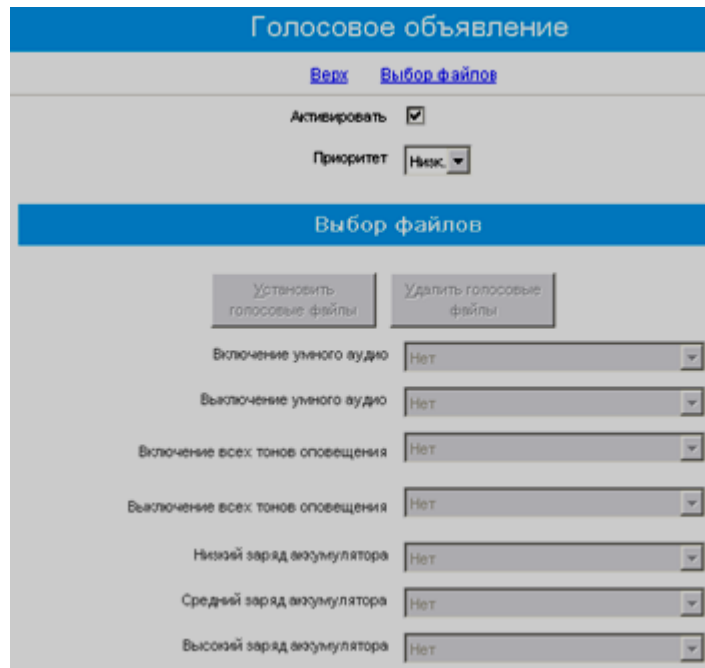 Голосовое объявление
Верх Выбор файлов
Активировать
Приоритет Низк.
Выбор файлов
Установить голосовые файлы
Удалить голосовые файлы
Включение умного аудио Нет
Выключение умного аудио Нет
Включение всех тонов оповещения Нет
Выключение всех тонов оповещения Нет
Низкий заряд аккумулятора Нет
Средний заряд аккумулятора Нет
Высокий заряд аккумулятора Нет